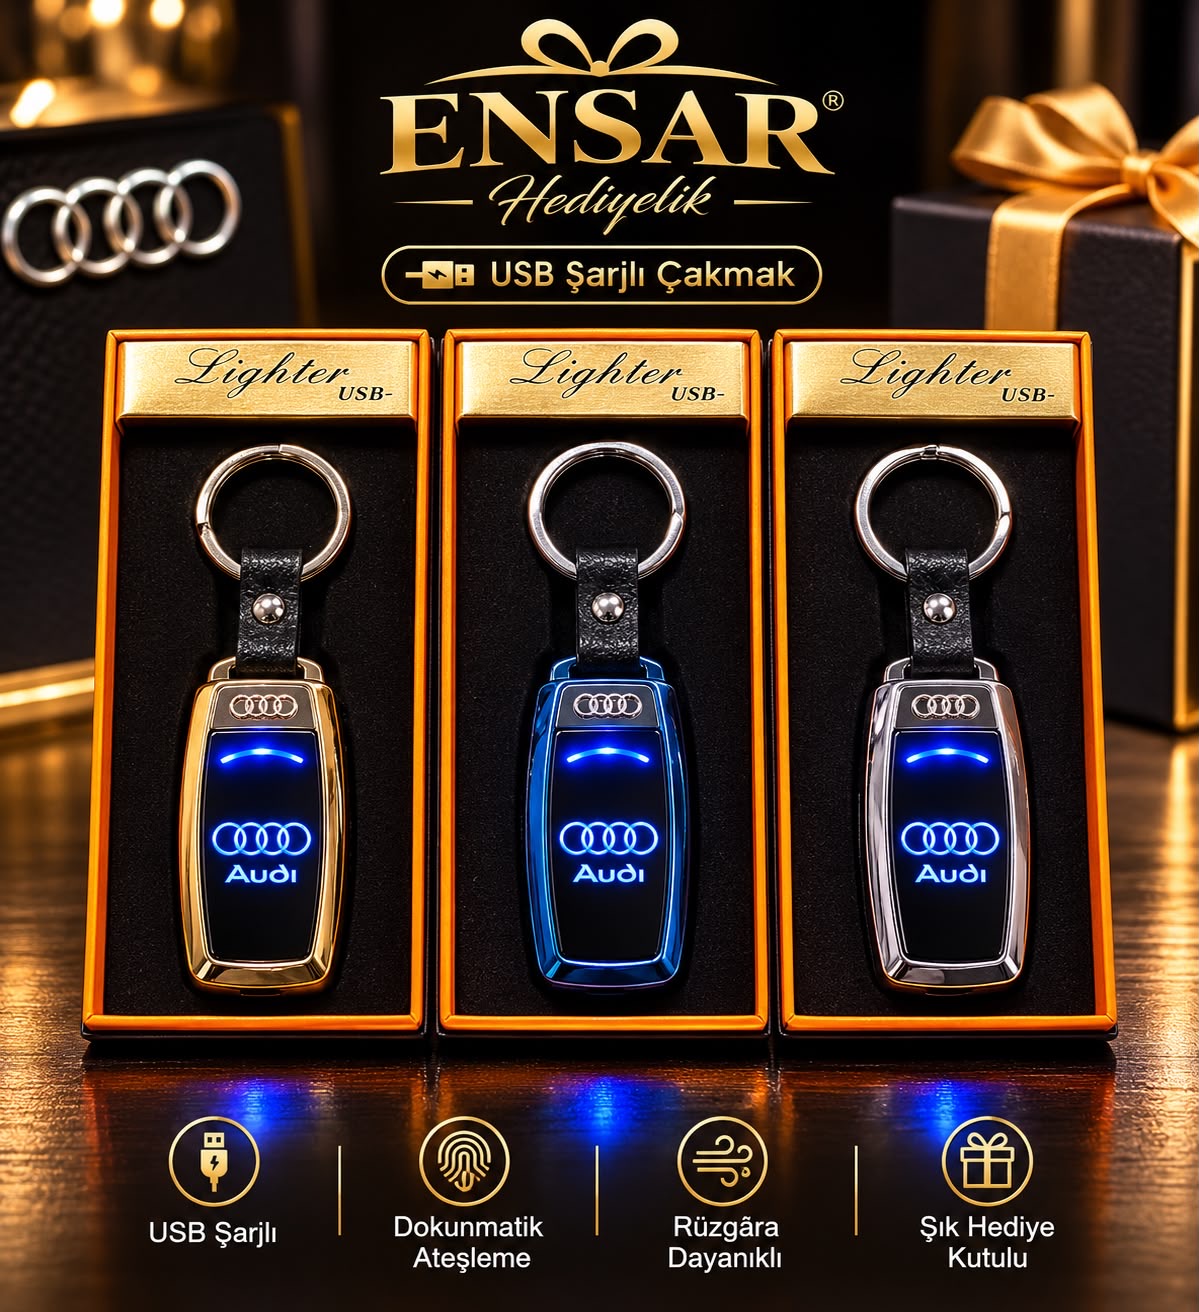 ENSAR®
Hediyelik
USB Şarjlı Çakmak
Lighter
USB-
Lighter
USB-
Lighter
USB-
Audi
Audi
Audi
USB Şarjlı
Dokunmatik
Ateşleme
Rüzgãra
Dayanıklı
Şık Hediye
Kutulu